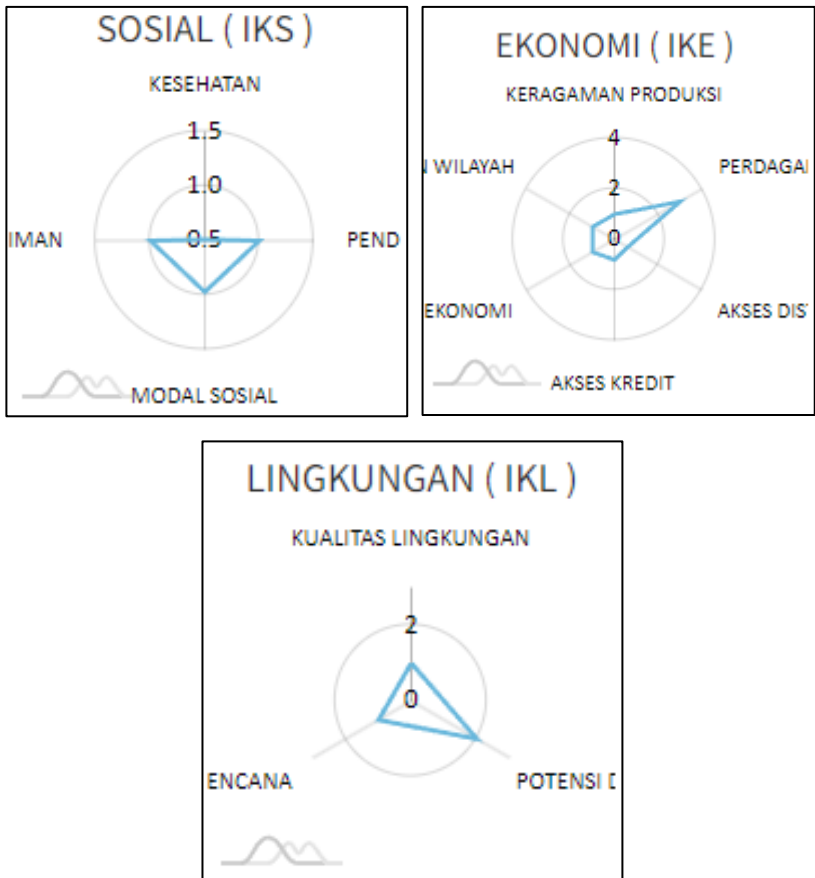 SOSIAL ( IKS )
KESEHATAN
1.5
1.0
0.5
IMAN
PEND
MODAL SOSIAL
EKONOMI ( IKE )
KERAGAMAN PRODUKSI
4
N WILAYAH
PERDAGAI
2
0
EKONOMI
AKSES DIS
AKSES KREDIT
LINGKUNGAN ( IKL )
KUALITAS LINGKUNGAN
2
0
ENCANA
POTENSI